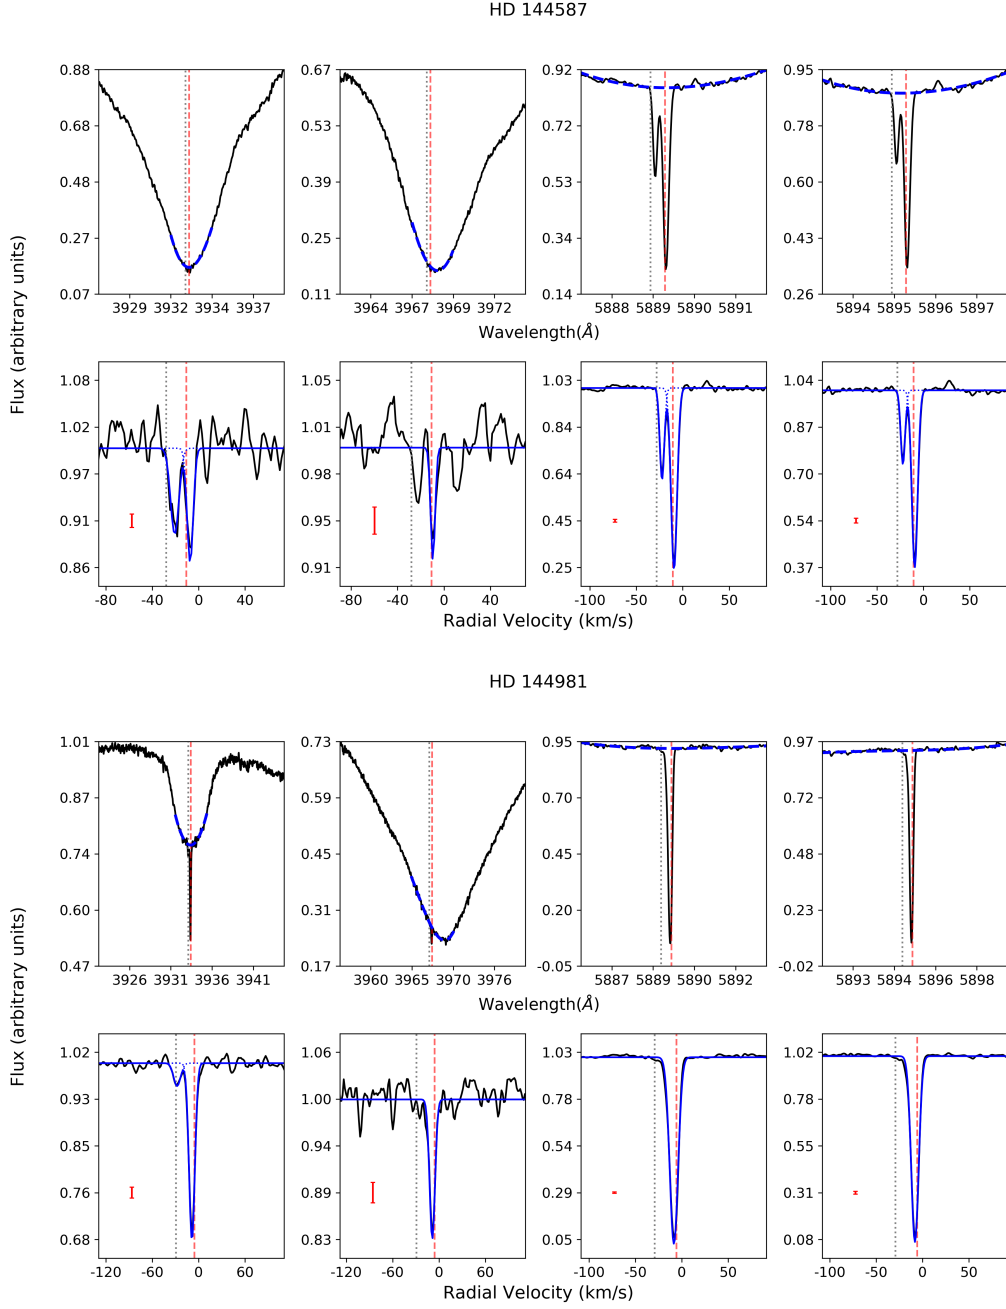 HD 144587
0.88 0.67 0.92 0.95
0.68 0.53 0.72 0.78
0.48 0.39 0.53 0.60
0.27 0.25 0.34 0.43
0.07 0.11 0.14 0.26
3929 3932 3934 3937 3964 3967 3969 3972 5888 5889 5890 5891 5894 5895 5896 5897
Wavelength(Å)
Flux (arbitrary units)
1.08 1.05 1.03 1.04
1.02 1.01 0.84 0.87
0.97 0.98 0.64 0.70
0.91 0.95 0.45 0.54
0.86 0.91 0.25 0.37
-80 -40 0 40 -80 -40 0 40 -100 -50 0 50 -100 -50 0 50
Radial Velocity (km/s)
HD 144981
1.01 0.73 0.95 0.97
0.87 0.59 0.70 0.72
0.74 0.45 0.45 0.48
0.60 0.31 0.20 0.23
0.47 0.17 -0.05 -0.02
3926 3931 3936 3941 3960 3965 3970 3976 5887 5889 5890 5892 5893 5894 5896 5898
Wavelength(Å)
Flux (arbitrary units)
1.02 1.06 1.03 1.02
0.93 1.00 0.78 0.78
0.85 0.94 0.54 0.55
0.76 0.89 0.29 0.31
0.68 0.83 0.05 0.08
-120 -60 0 60 -120 -60 0 60 -100 -50 0 50 -100 -50 0 50
Radial Velocity (km/s)